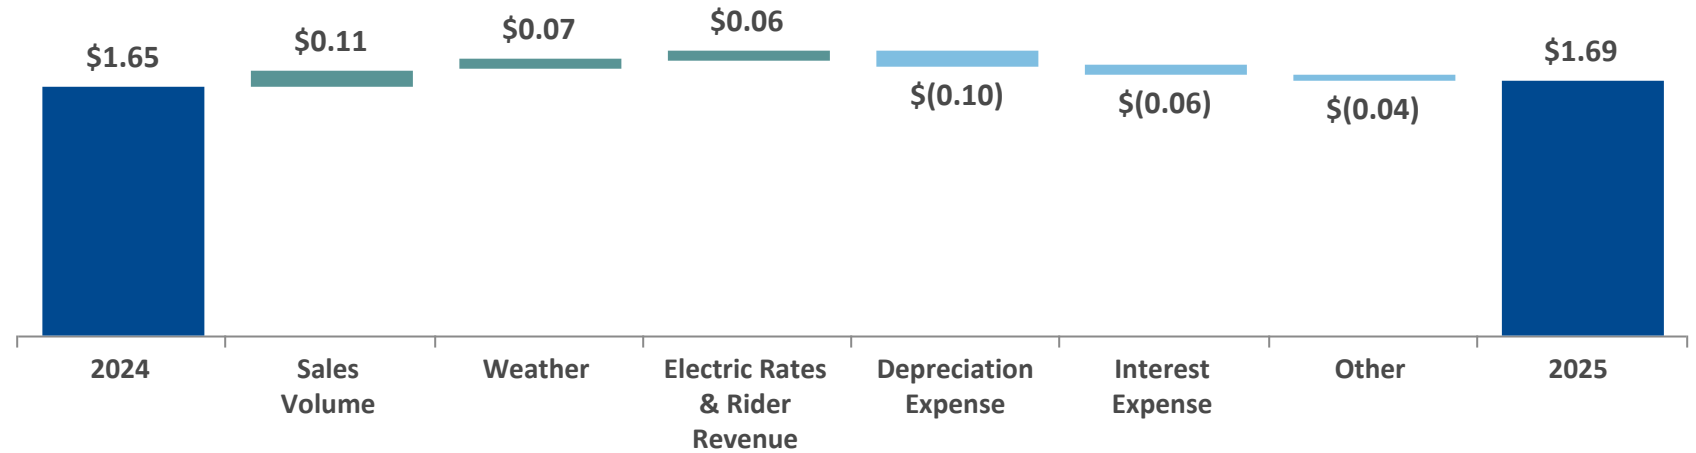 $1.65
$0.11
$0.07
$0.06
$(0.10)
$(0.06)
$(0.04)
$1.69
2024
Sales
Volume
Weather
Electric Rates
& Rider
Revenue
Depreciation
Expense
Interest
Expense
Other
2025